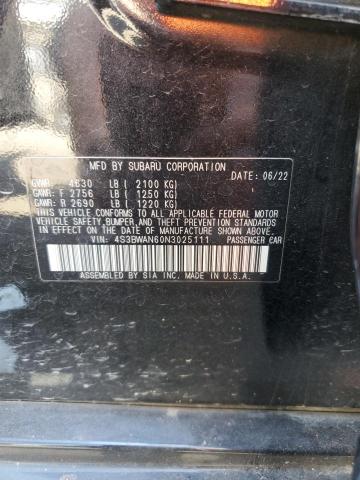 MFD BY SUBARU CORPORATION DATE: 06/22
GVWR: 4630 LB ( 2100 KG)
GAWR: F 2756 LB ( 1250 KG)
GAWR: R 2690 LB ( 1220 KG)
THIS VEHICLE CONFORMS TO ALL APPLICABLE FEDERAL MOTOR
VEHICLE SAFETY, BUMPER, AND THEFT PREVENTION STANDARDS
IN EFFECT ON THE DATE OF MANUFACTURE SHOWN ABOVE.
VIN: 4S3BWAN60N3025111 PASSENGER CAR
ASSEMBLED BY SIA INC. MADE IN U.S.A.